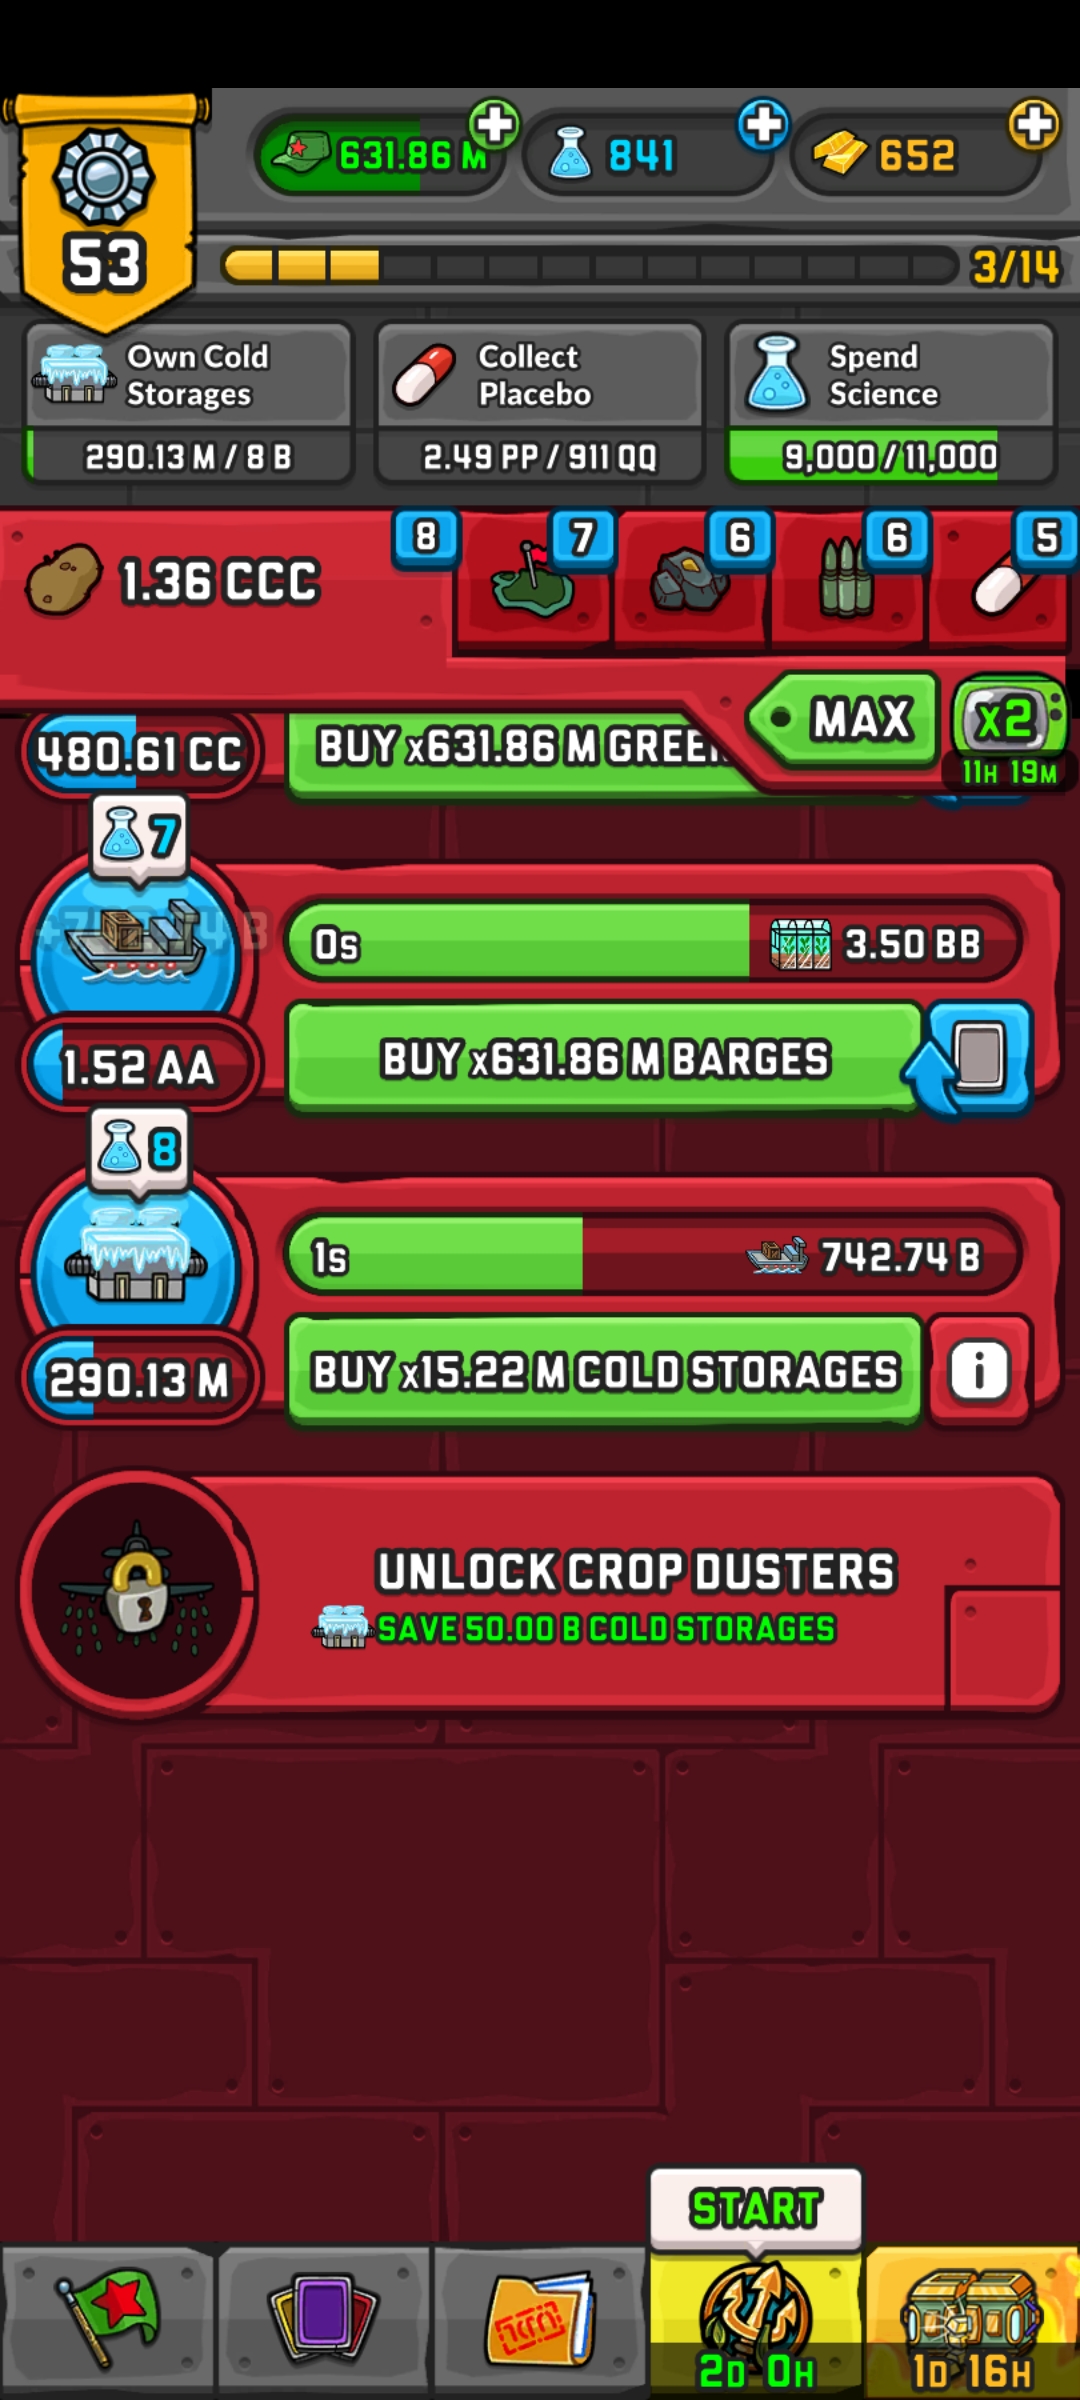 53
631.86 M
841
652
3/14
Own Cold
Storages
290.13 M / 8 B
Collect
Placebo
2.49 PP / 911 QQ
Spend
Science
9,000 / 11,000
1.36 CCC
8
7
6
6
5
MAX
x2
11H 19M
480.61 CC
BUY x631.86 M
7
0s
3.50 BB
1.52 AA
BUY x631.86 M BARGES
8
1s
742.74 B
290.13 M
BUY x15.22 M COLD STORAGES
i
UNLOCK CROP DUSTERS
SAVE 50.00 B COLD STORAGES
START
2D 0H
1D 16H